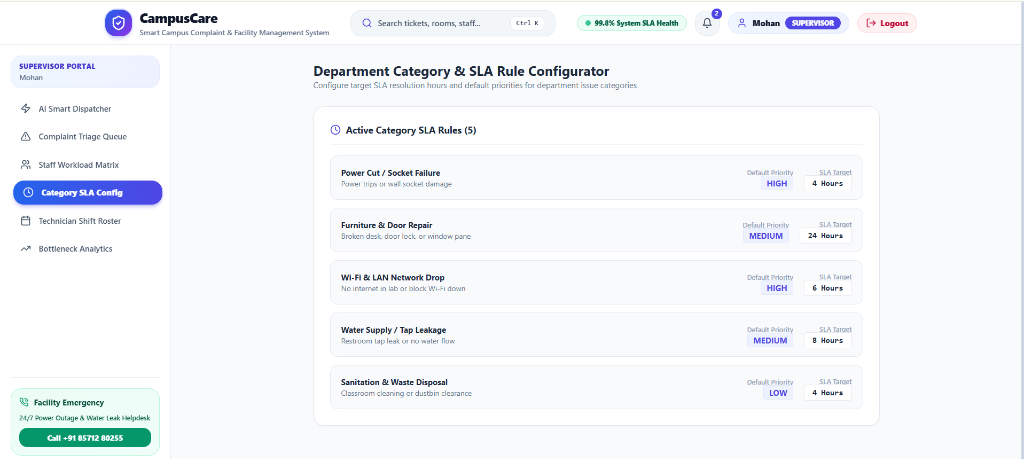 CampusCare
Smart Campus Complaint & Facility Management System
Search tickets, rooms, staff... Ctrl K
99.8% System SLA Health
2
Mohan SUPERVISOR
Logout
SUPERVISOR PORTAL
Mohan
AI Smart Dispatcher
Complaint Triage Queue
Staff Workload Matrix
Category SLA Config
Technician Shift Roster
Bottleneck Analytics
Facility Emergency
24/7 Power Outage & Water Leak Helpdesk
Call +91 85712 80255
Department Category & SLA Rule Configurator
Configure target SLA resolution hours and default priorities for department issue categories
Active Category SLA Rules (5)
Power Cut / Socket Failure
Power trips or wall socket damage
Default Priority SLA Target
HIGH 4 Hours
Furniture & Door Repair
Broken desk, door lock, or window pane
Default Priority SLA Target
MEDIUM 24 Hours
Wi-Fi & LAN Network Drop
No internet in lab or block Wi-Fi down
Default Priority SLA Target
HIGH 6 Hours
Water Supply / Tap Leakage
Restroom tap leak or no water flow
Default Priority SLA Target
MEDIUM 8 Hours
Sanitation & Waste Disposal
Classroom cleaning or dustbin clearance
Default Priority SLA Target
LOW 4 Hours